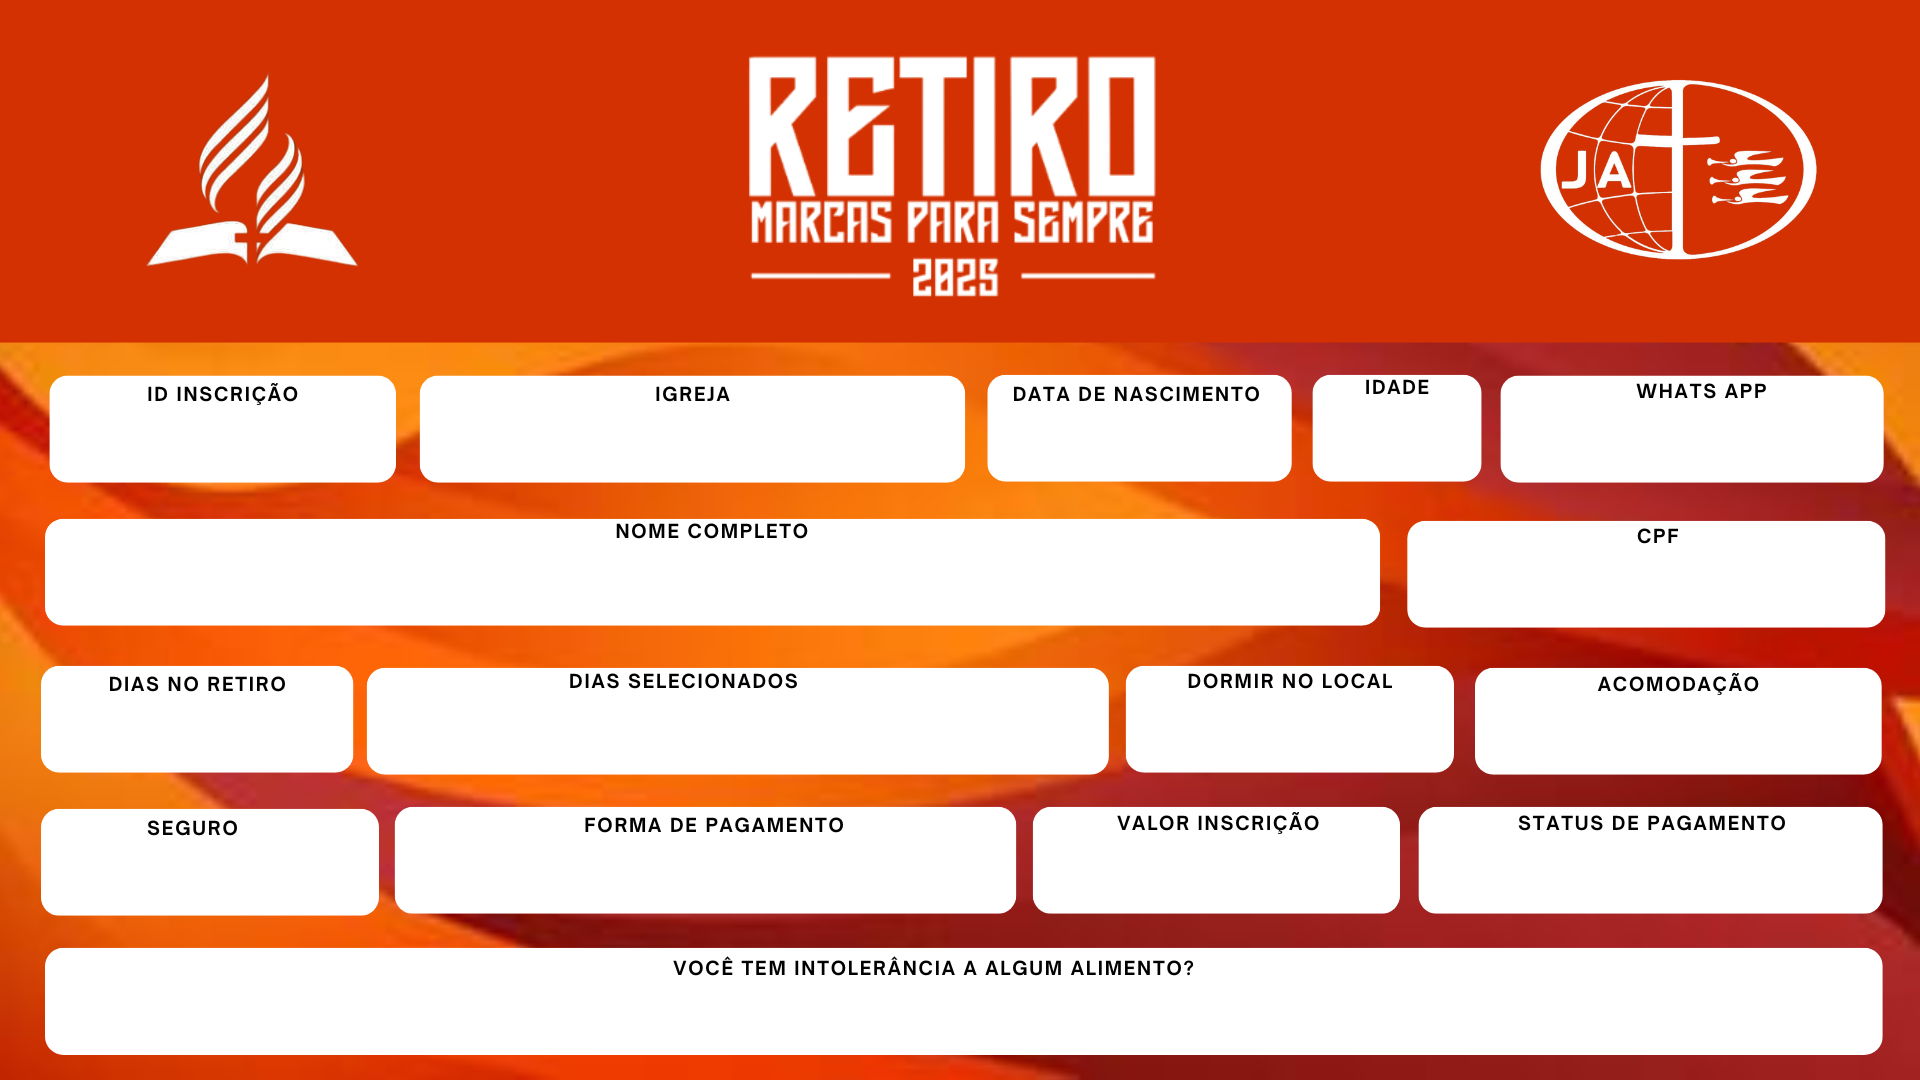 RETIRO
MARCAS PARA SEMPRE
2025
JA
ID INSCRIÇÃO
IGREJA
DATA DE NASCIMENTO
IDADE
WHATS APP
NOME COMPLETO
CPF
DIAS NO RETIRO
DIAS SELECIONADOS
DORMIR NO LOCAL
ACOMODAÇÃO
SEGURO
FORMA DE PAGAMENTO
VALOR INSCRIÇÃO
STATUS DE PAGAMENTO
VOCÊ TEM INTOLERÂNCIA A ALGUM ALIMENTO?